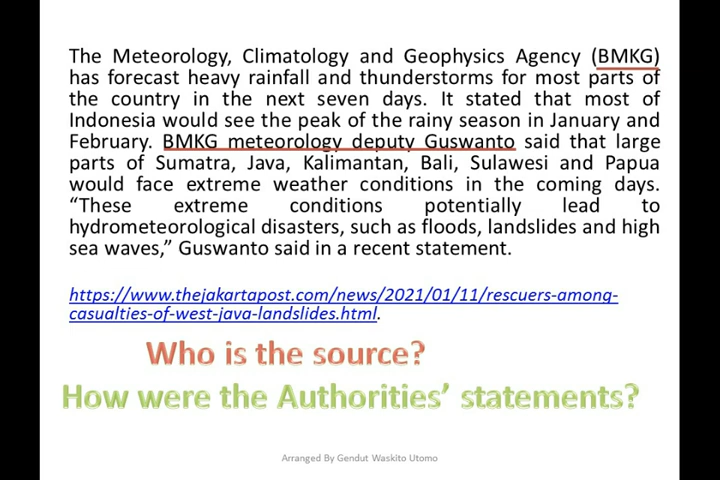 The Meteorology, Climatology and Geophysics Agency (BMKG)
has forecast heavy rainfall and thunderstorms for most parts of
the country in the next seven days. It stated that most of
Indonesia would see the peak of the rainy season in January and
February. BMKG meteorology deputy Guswanto said that large
parts of Sumatra, Java, Kalimantan, Bali, Sulawesi and Papua
would face extreme weather conditions in the coming days.
“These extreme conditions potentially lead to
hydrometeorological disasters, such as floods, landslides and high
sea waves,” Guswanto said in a recent statement.
https://www.thejakartapost.com/news/2021/01/11/rescuers-among-
casualties-of-west-java-landslides.html.
Who is the source?
How were the Authorities’ statements?
Arranged By Gendut Waskito Utomo